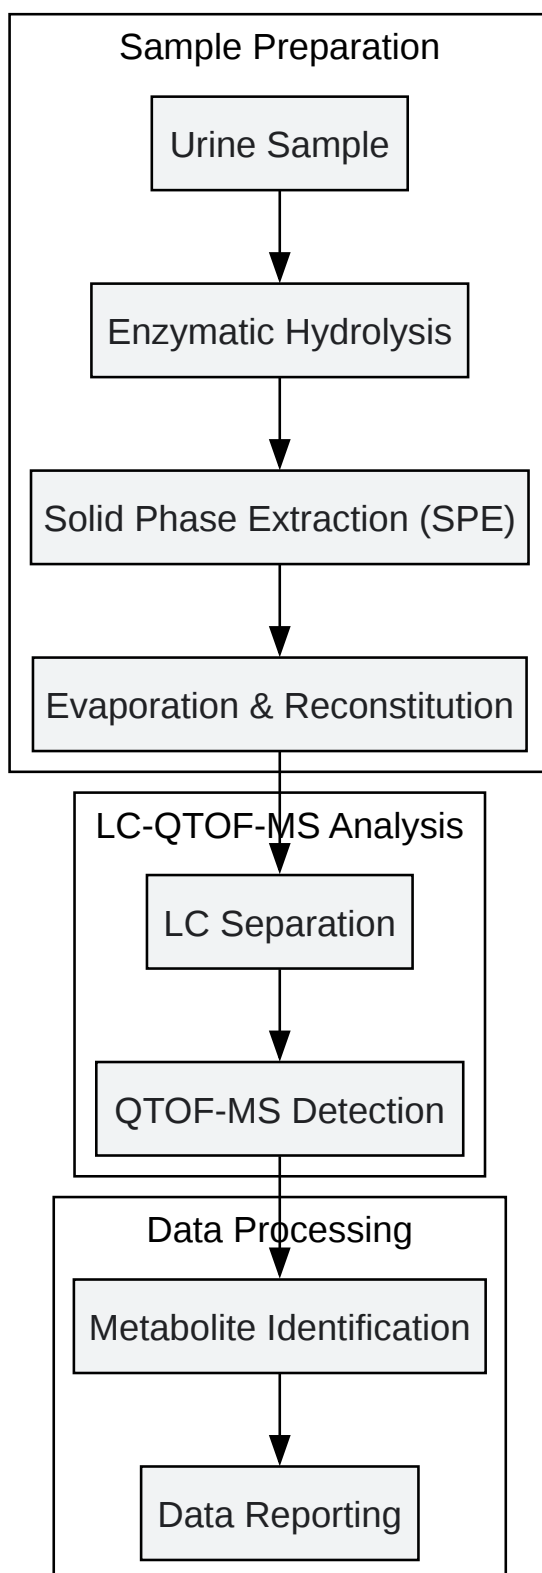 Sample Preparation
Urine Sample
Enzymatic Hydrolysis
Solid Phase Extraction (SPE)
Evaporation & Reconstitution
LC-QTOF-MS Analysis
LC Separation
QTOF-MS Detection
Data Processing
Metabolite Identification
Data Reporting